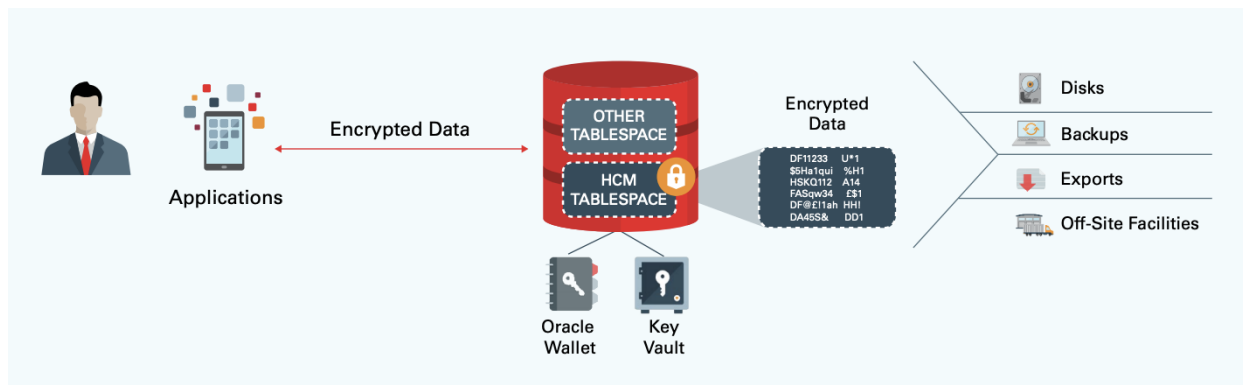 Applications
Encrypted Data
OTHER
TABLESPACE
HCM
TABLESPACE
Oracle
Wallet
Key
Vault
Encrypted
Data
DF11233 U*1
$5Ha1qui %H1
HSKQ112 A14
FASqw34 £$1
DF@£!1ah HH!
DA45S& DD1
Disks
Backups
Exports
Off-Site Facilities